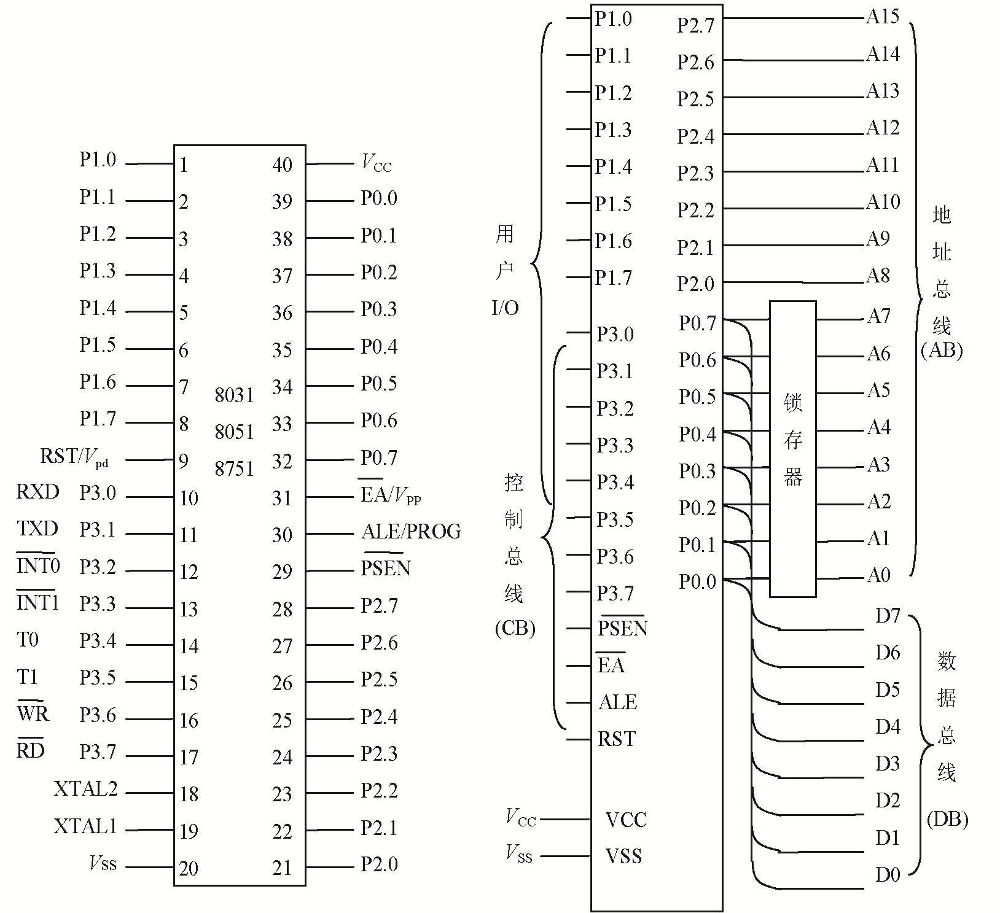 P1.0 1 40 VCC
P1.1 2 39 P0.0
P1.2 3 38 P0.1
P1.3 4 37 P0.2
P1.4 5 36 P0.3
P1.5 6 35 P0.4
P1.6 7 34 P0.5
P1.7 8 33 P0.6
RST/Vpd 9 32 P0.7
RXD P3.0 10 31 E̅A̅/VPP
TXD P3.1 11 30 ALE/PROG
I̅N̅T̅0̅ P3.2 12 29 P̅S̅E̅N̅
I̅N̅T̅1̅ P3.3 13 28 P2.7
T0 P3.4 14 27 P2.6
T1 P3.5 15 26 P2.5
W̅R̅ P3.6 16 25 P2.4
R̅D̅ P3.7 17 24 P2.3
XTAL2 18 23 P2.2
XTAL1 19 22 P2.1
VSS 20 21 P2.0
8031
8051
8751
用户
I/O
控制总线
(CB)
P1.0
P1.1
P1.2
P1.3
P1.4
P1.5
P1.6
P1.7
P3.0
P3.1
P3.2
P3.3
P3.4
P3.5
P3.6
P3.7
P̅S̅E̅N̅
E̅A̅
ALE
RST
VCC VCC
VSS VSS
P2.7 A15
P2.6 A14
P2.5 A13
P2.4 A12
P2.3 A11
P2.2 A10
P2.1 A9
P2.0 A8
P0.7 A7
P0.6 A6
P0.5 A5
P0.4 A4
P0.3 A3
P0.2 A2
P0.1 A1
P0.0 A0
锁存器
地址总线
(AB)
D7
D6
D5
D4
D3
D2
D1
D0
数据总线
(DB)